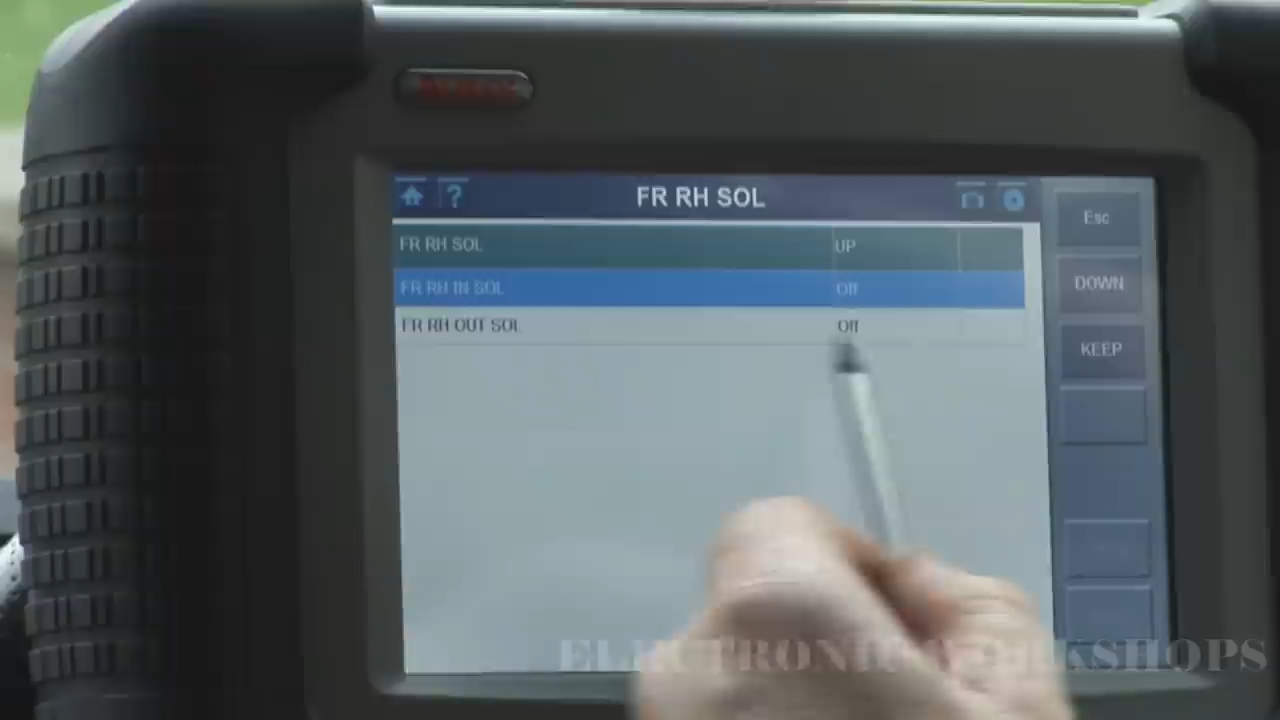 FR RH SOL
Esc
FR RH SOL UP
DOWN
FR RH IN SOL Off
FR RH OUT SOL Off
KEEP
ELECTRONIC WORKSHOPS